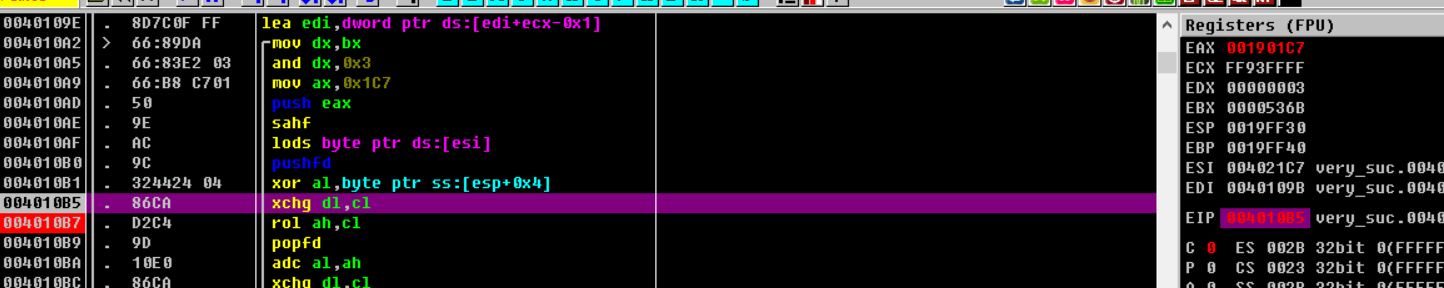 0040109E . 8D7C0F FF lea edi,dword ptr ds:[edi+ecx-0x1]
004010A2 > 66:89DA mov dx,bx
004010A5 . 66:83E2 03 and dx,0x3
004010A9 . 66:B8 C701 mov ax,0x1C7
004010AD . 50 push eax
004010AE . 9E sahf
004010AF . AC lods byte ptr ds:[esi]
004010B0 . 9C pushfd
004010B1 . 324424 04 xor al,byte ptr ss:[esp+0x4]
004010B5 . 86CA xchg dl,cl
004010B7 . D2C4 rol ah,cl
004010B9 . 9D popfd
004010BA . 10E0 adc al,ah
004010BC . 86CA xchg dl,cl
Registers (FPU)
EAX 001901C7
ECX FF93FFFF
EDX 00000003
EBX 0000536B
ESP 0019FF30
EBP 0019FF40
ESI 004021C7 very_suc.0040
EDI 0040109B very_suc.0040
EIP 004010B5 very_suc.0040
C 0 ES 002B 32bit 0(FFFFF
P 0 CS 0023 32bit 0(FFFFF
A 0 SS 002B 32bit 0(FFFFF